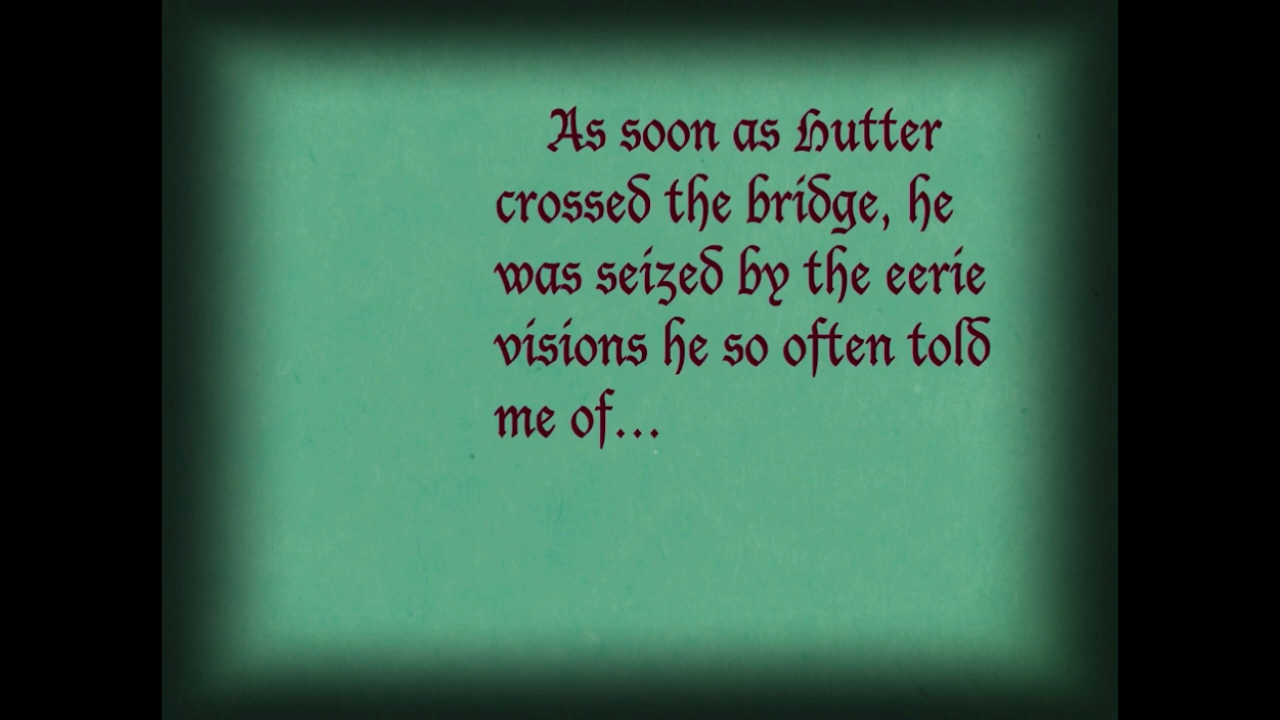 As soon as Hutter
crossed the bridge, he
was seized by the eerie
visions he so often told
me of...